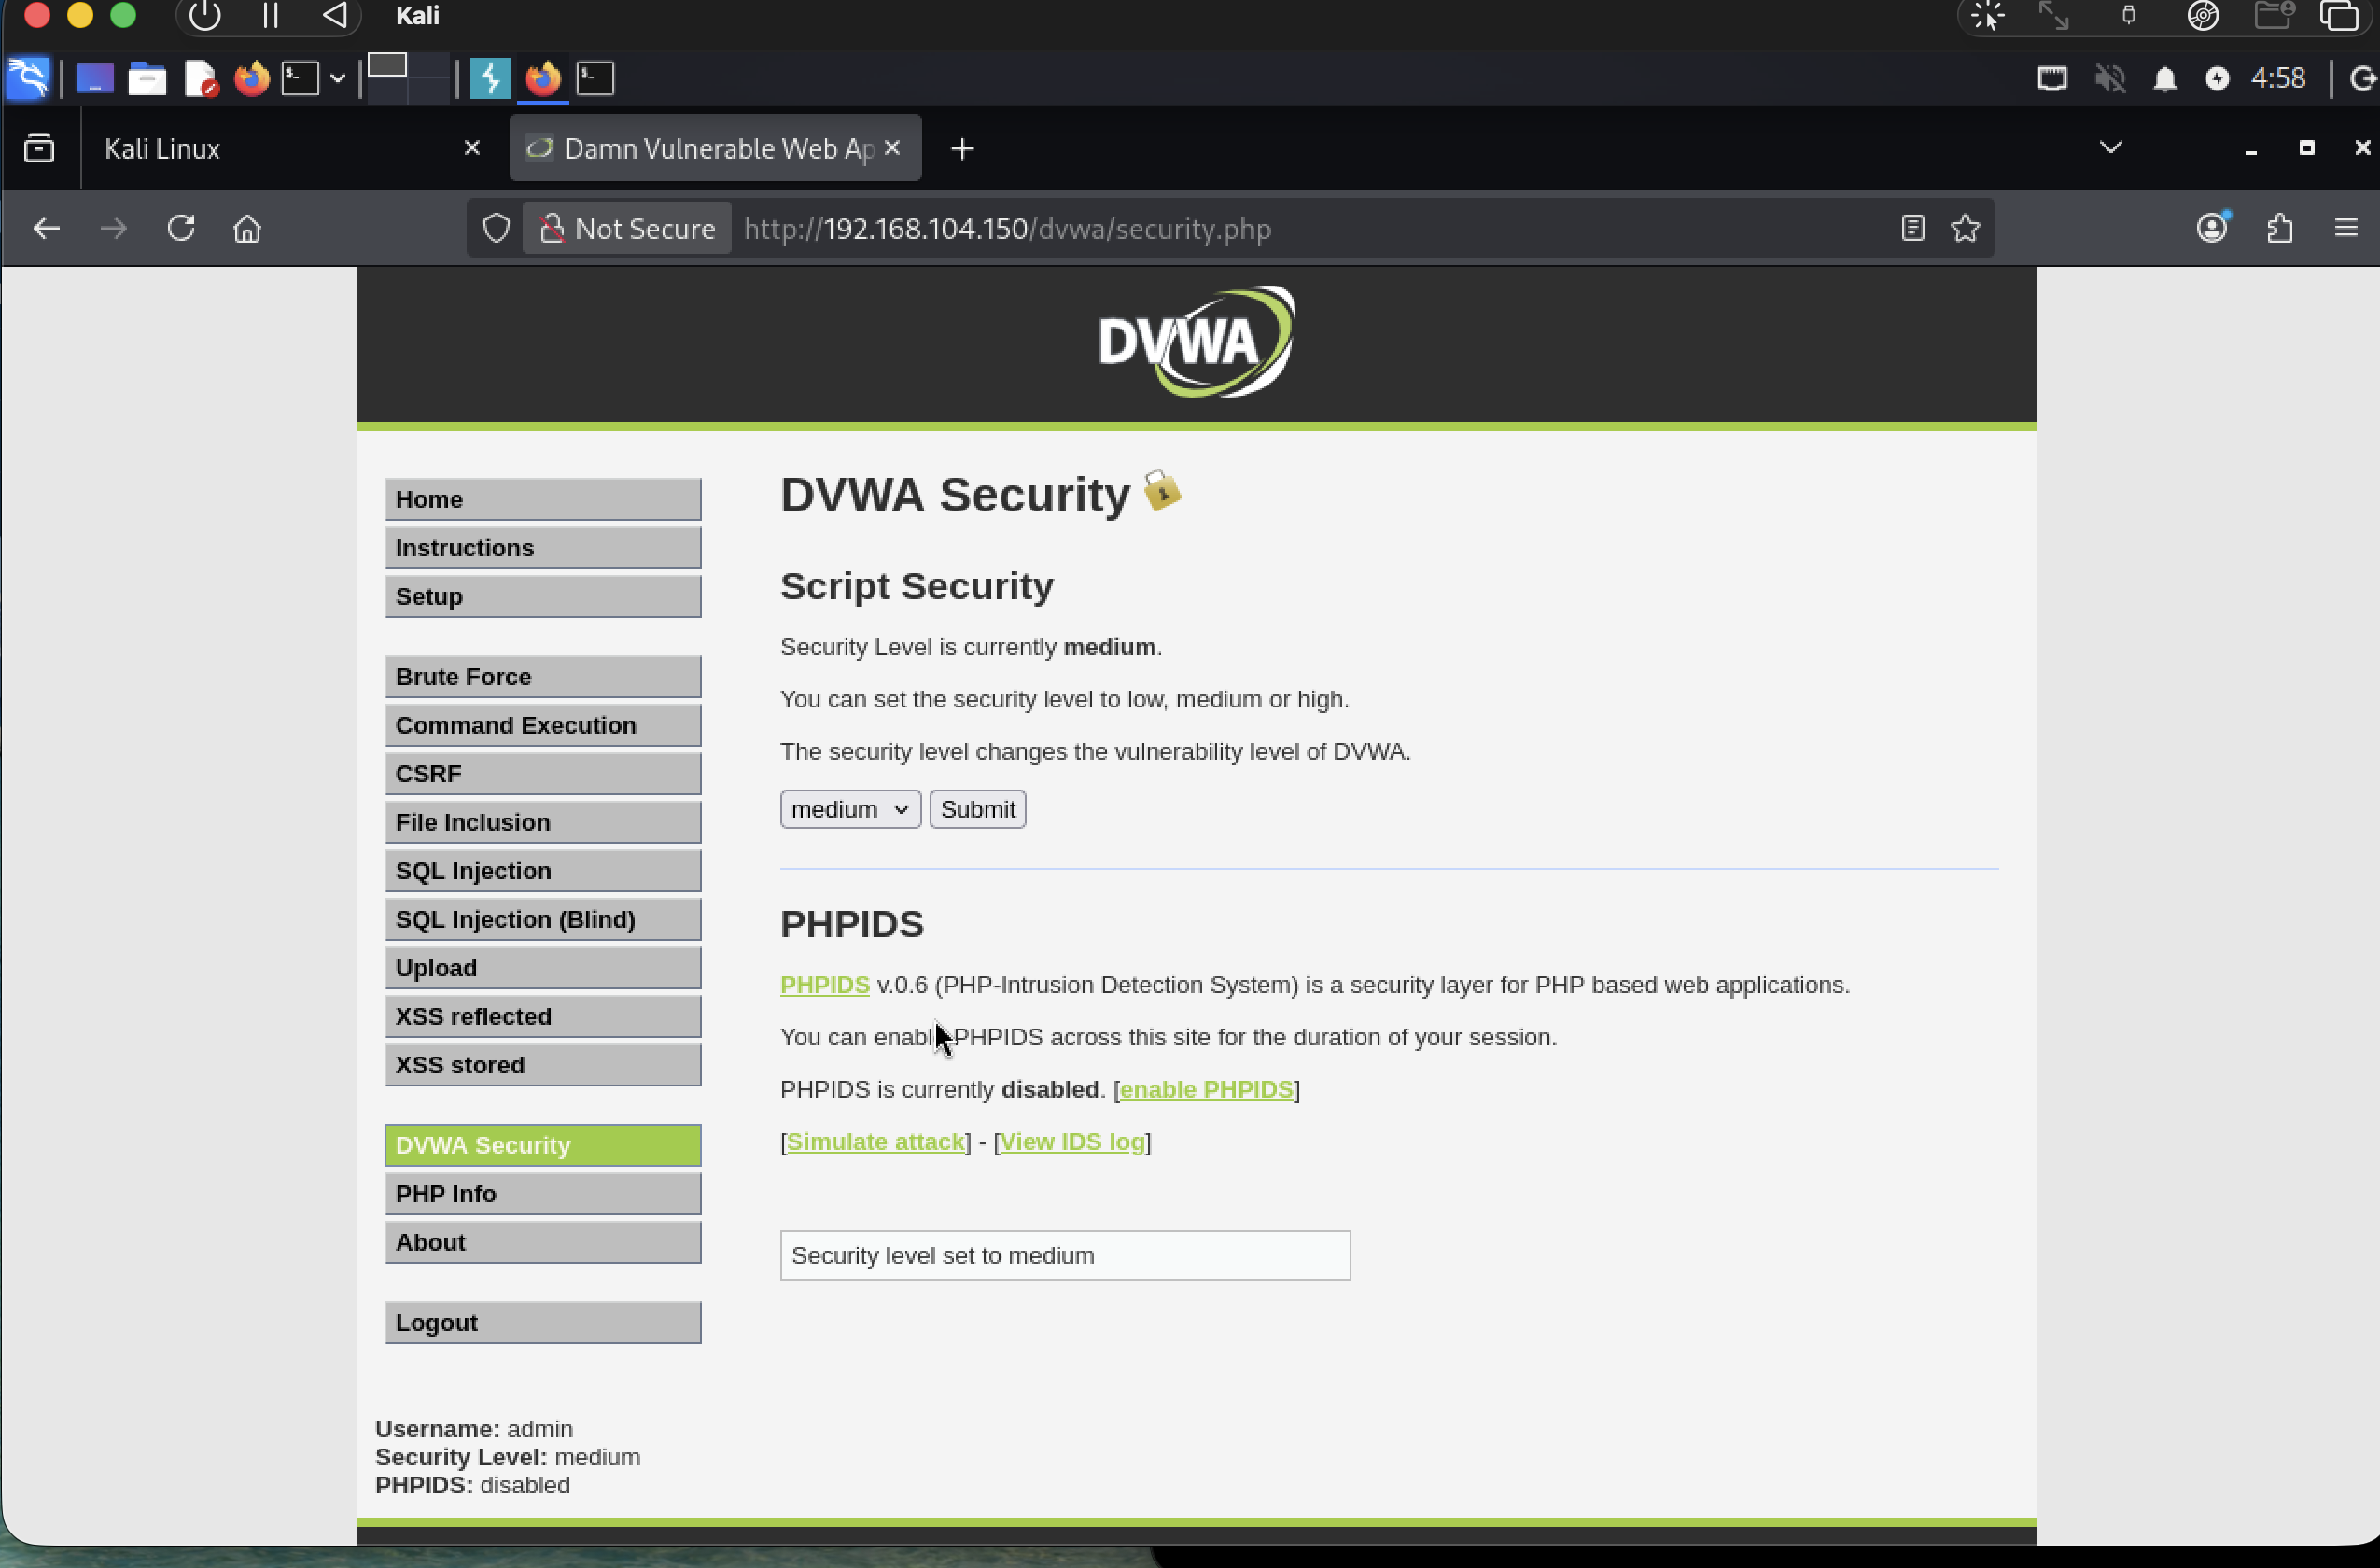 Kali
4:58
Kali Linux
Damn Vulnerable Web Ap
Not Secure
http://192.168.104.150/dvwa/security.php
DVWA
Home
Instructions
Setup
Brute Force
Command Execution
CSRF
File Inclusion
SQL Injection
SQL Injection (Blind)
Upload
XSS reflected
XSS stored
DVWA Security
PHP Info
About
Logout
DVWA Security
Script Security
Security Level is currently medium.
You can set the security level to low, medium or high.
The security level changes the vulnerability level of DVWA.
medium Submit
PHPIDS
PHPIDS v.0.6 (PHP-Intrusion Detection System) is a security layer for PHP based web applications.
You can enable PHPIDS across this site for the duration of your session.
PHPIDS is currently disabled. [enable PHPIDS]
[Simulate attack] - [View IDS log]
Security level set to medium
Username: admin
Security Level: medium
PHPIDS: disabled